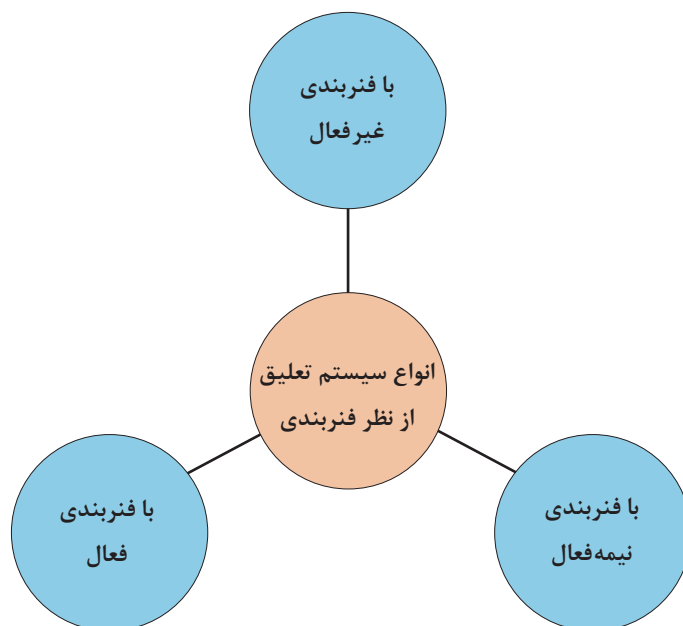 با فنربندی
غیرفعال
انواع سیستم تعلیق
از نظر فنربندی
با فنربندی
نیمه‌فعال
با فنربندی
فعال